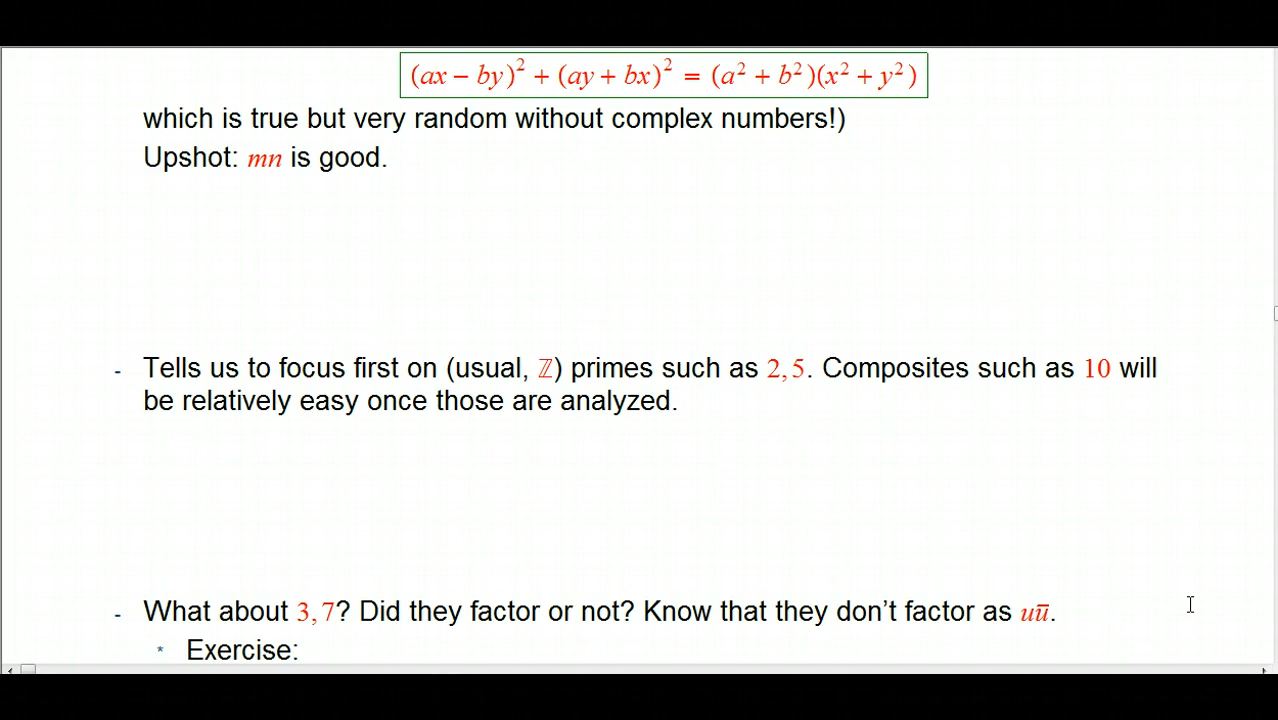 (ax − by)² + (ay + bx)² = (a² + b²)(x² + y²)
which is true but very random without complex numbers!)
Upshot: mn is good.
- Tells us to focus first on (usual, ℤ) primes such as 2, 5. Composites such as 10 will
be relatively easy once those are analyzed.
- What about 3, 7? Did they factor or not? Know that they don’t factor as uū.
* Exercise: